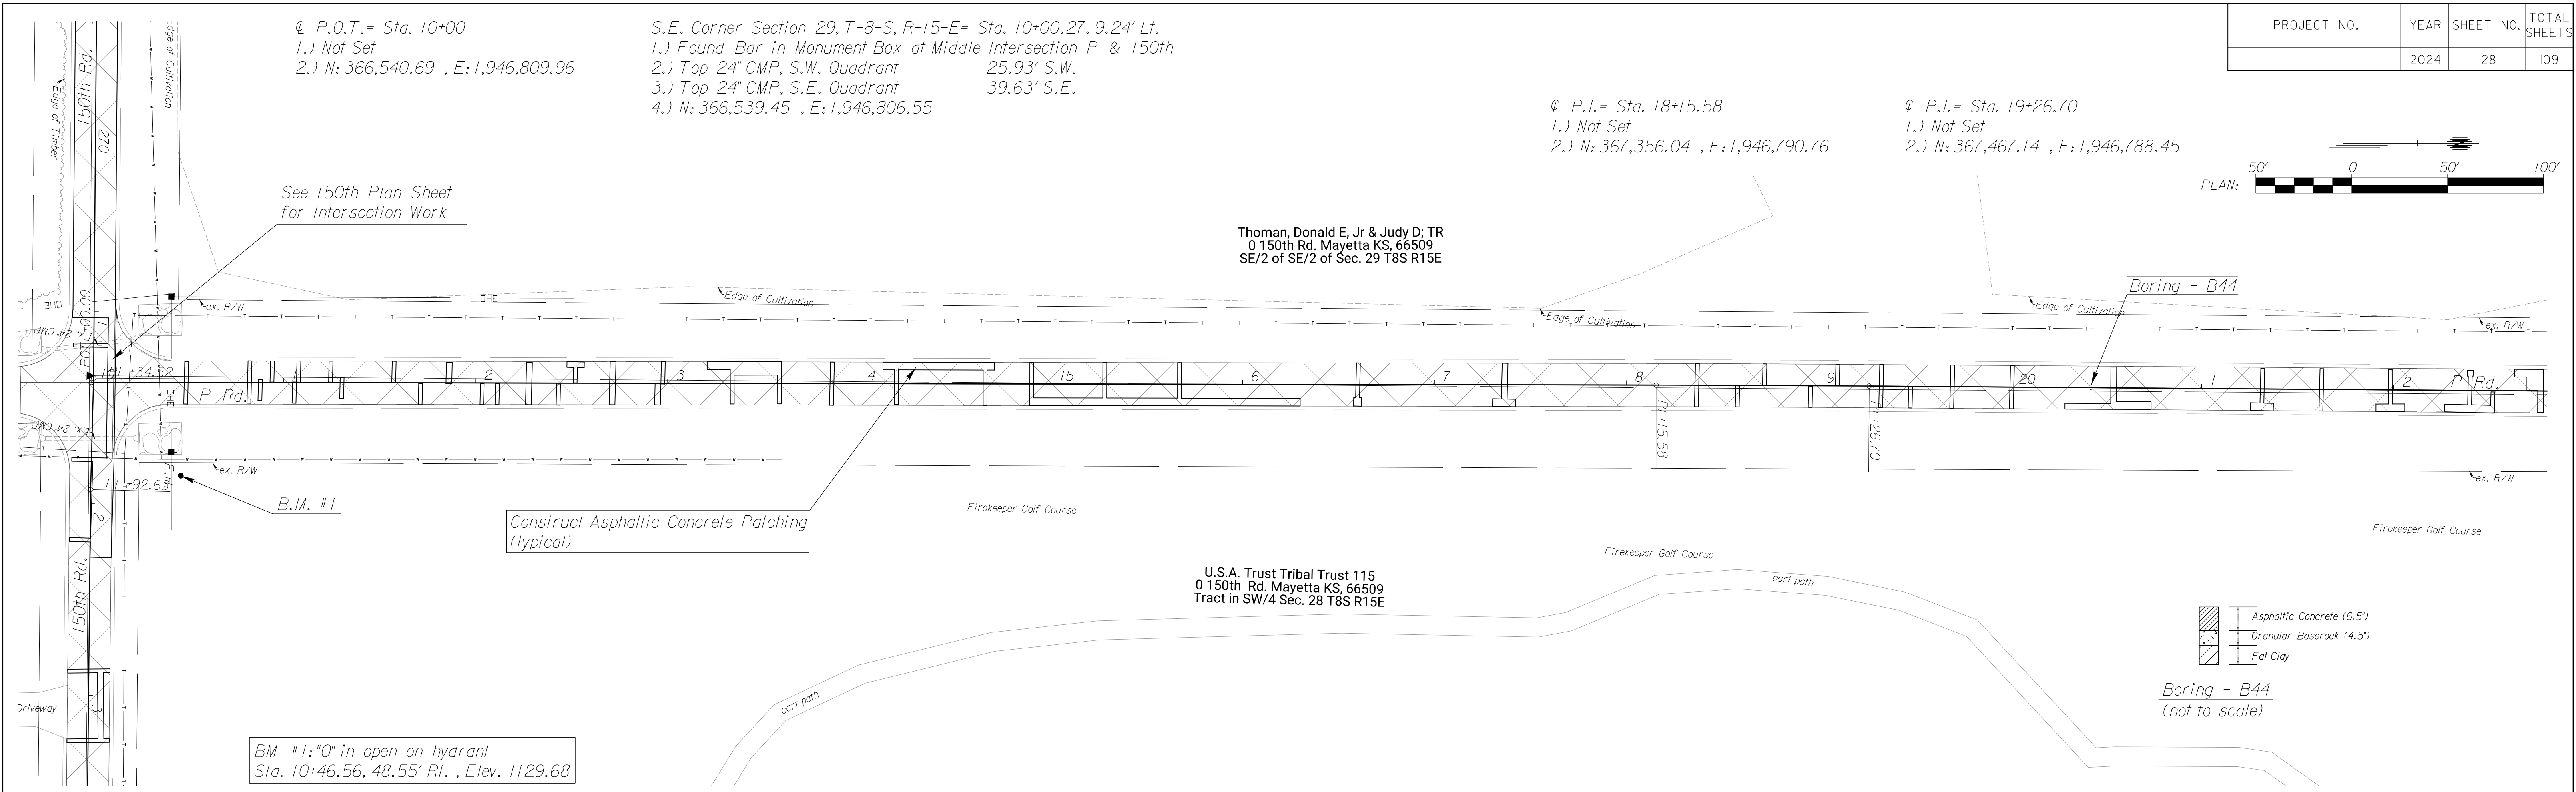 PROJECT NO.
YEAR
SHEET NO.
TOTAL SHEETS
2024
28
109
℄ P.O.T.= Sta. 10+00
1.) Not Set
2.) N: 366,540.69 , E: 1,946,809.96
S.E. Corner Section 29, T-8-S, R-15-E= Sta. 10+00.27, 9.24' Lt.
1.) Found Bar in Monument Box at Middle Intersection P & 150th
2.) Top 24" CMP, S.W. Quadrant 25.93' S.W.
3.) Top 24" CMP, S.E. Quadrant 39.63' S.E.
4.) N: 366,539.45 , E: 1,946,806.55
℄ P.I.= Sta. 18+15.58
1.) Not Set
2.) N: 367,356.04 , E: 1,946,790.76
℄ P.I.= Sta. 19+26.70
1.) Not Set
2.) N: 367,467.14 , E: 1,946,788.45
N
PLAN:
50' 0 50' 100'
Edge of Timber
150th Rd.
270
Edge of Cultivation
See 150th Plan Sheet
for Intersection Work
Thoman, Donald E, Jr & Judy D; TR
0 150th Rd. Mayetta KS, 66509
SE/2 of SE/2 of Sec. 29 T8S R15E
Boring - B44
OHE
OHE
ex. R/W
Edge of Cultivation
Edge of Cultivation
Edge of Cultivation
ex. R/W
Ex. 24" CMP
PI +34.52
P Rd.
1 2 3 4 15 6 7 8 9 20 1 2
P Rd.
OHE
PI +15.58
PI +26.70
Ex. 24" CMP
ex. R/W
ex. R/W
PI +92.63
B.M. #1
2
Construct Asphaltic Concrete Patching
(typical)
Firekeeper Golf Course
Firekeeper Golf Course
Firekeeper Golf Course
U.S.A. Trust Tribal Trust 115
0 150th Rd. Mayetta KS, 66509
Tract in SW/4 Sec. 28 T8S R15E
cart path
cart path
150th Rd.
3
Driveway
Asphaltic Concrete (6.5")
Granular Baserock (4.5")
Fat Clay
Boring - B44
(not to scale)
BM #1: "O" in open on hydrant
Sta. 10+46.56, 48.55' Rt. , Elev. 1129.68